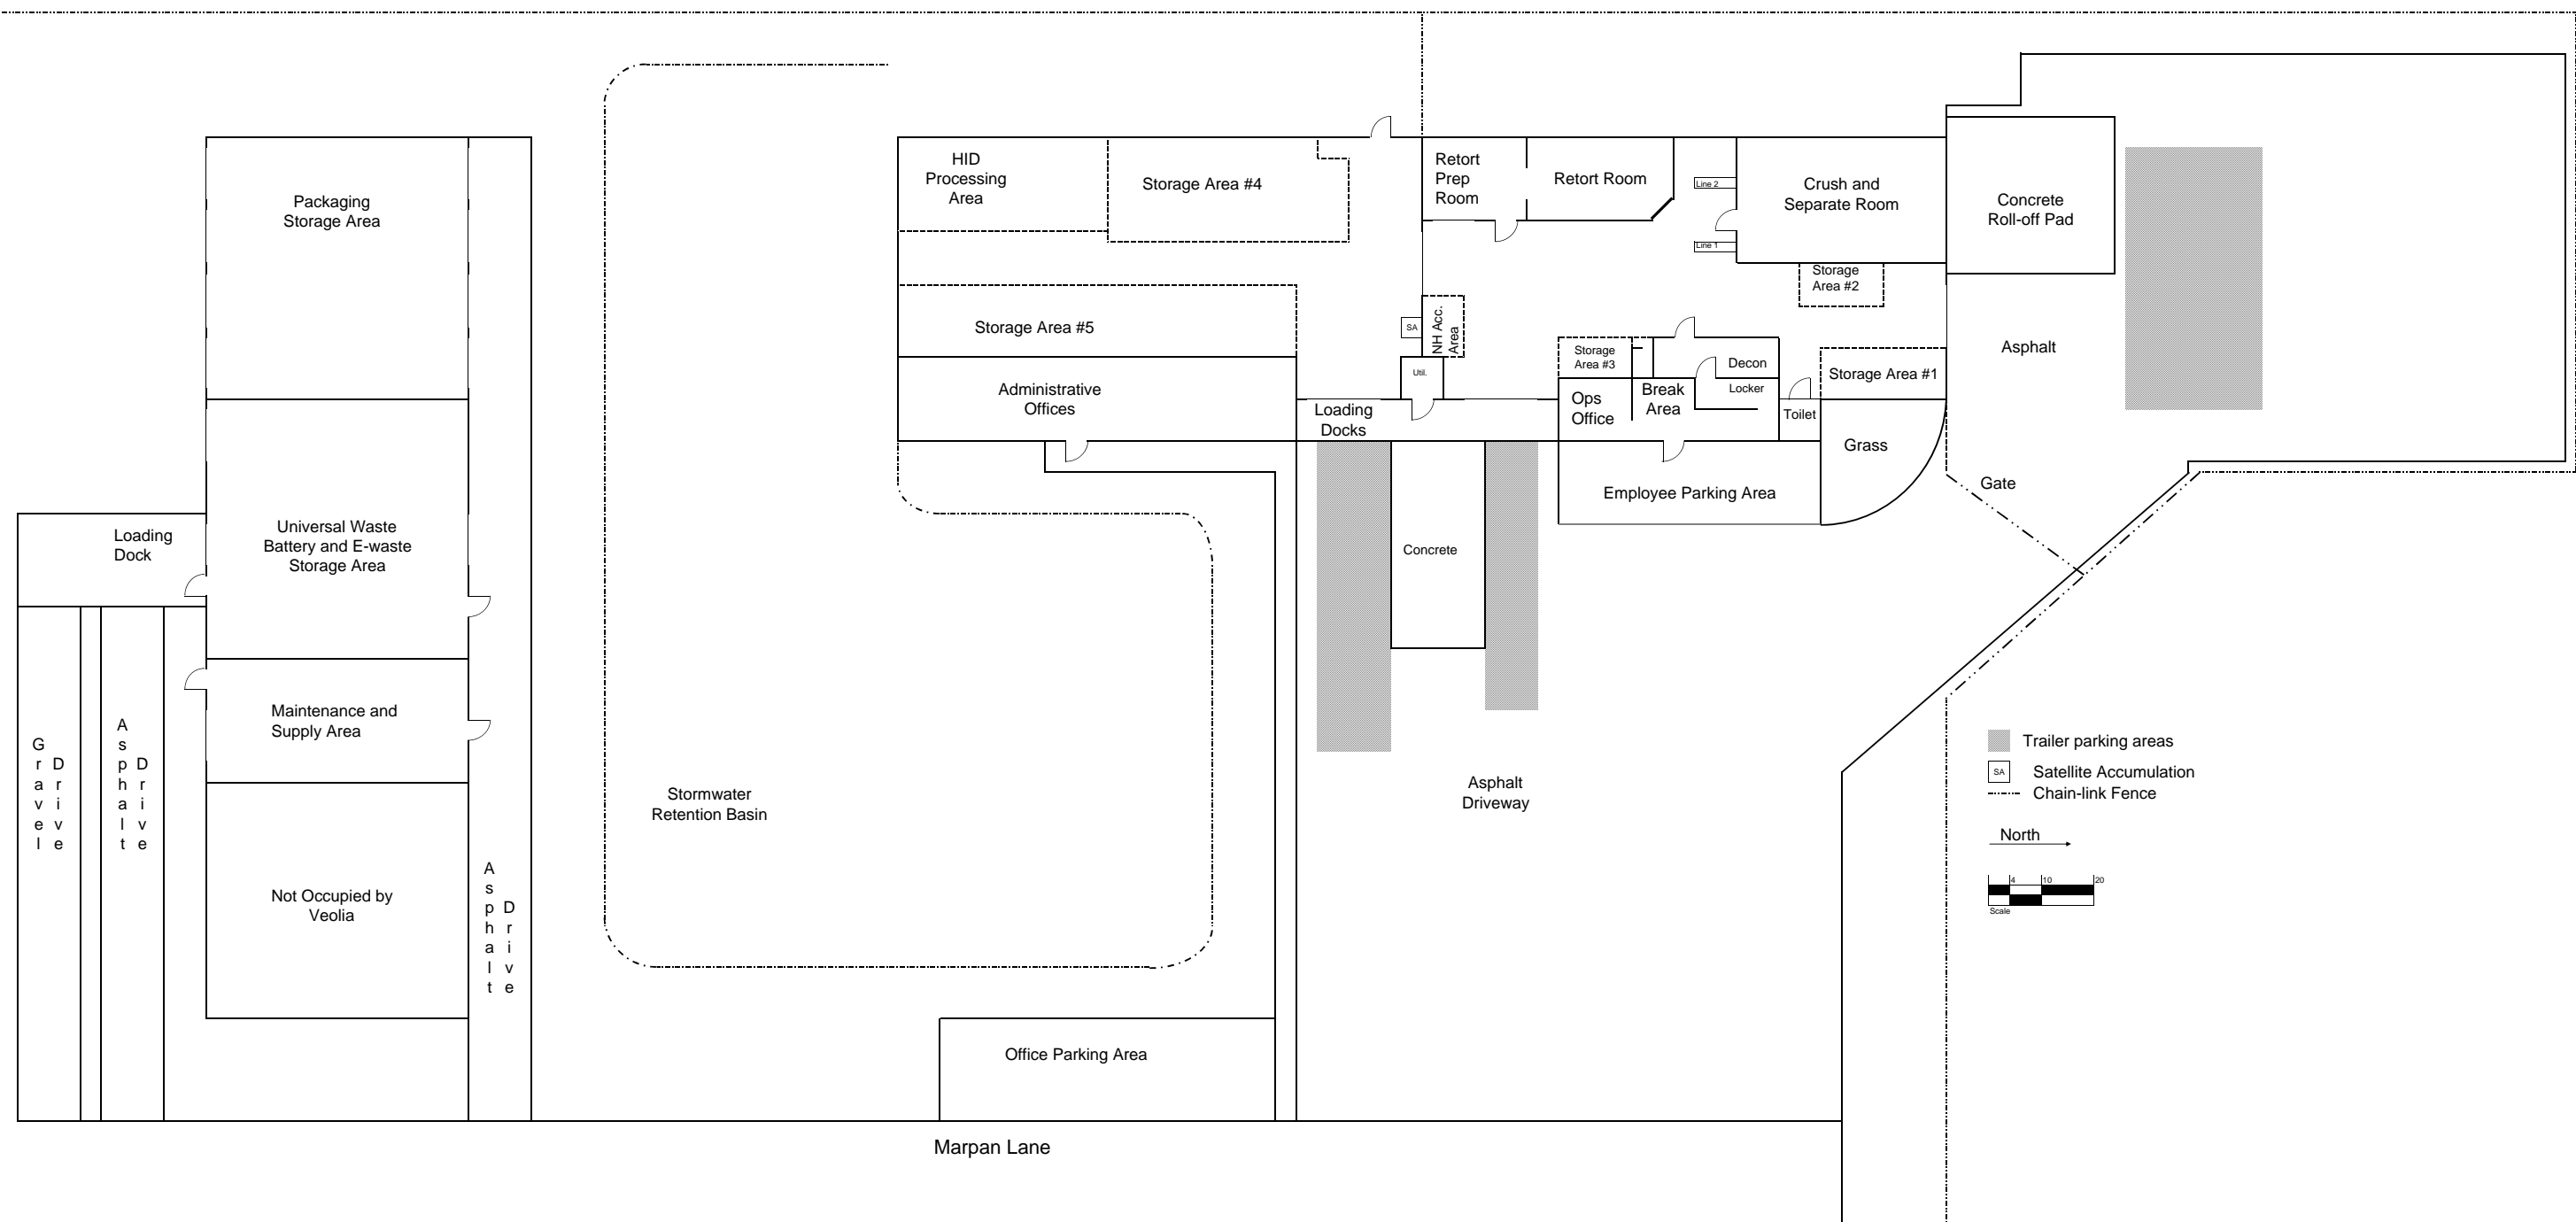 Packaging
Storage Area
Universal Waste
Battery and E-waste
Storage Area
Loading
Dock
Maintenance and
Supply Area
Not Occupied by
Veolia
Gravel
Drive
Asphalt
Drive
Asphalt
Drive
Stormwater
Retention Basin
HID
Processing
Area
Storage Area #4
Storage Area #5
Administrative
Offices
Retort
Prep
Room
Retort Room
Line 2
Line 1
Crush and
Separate Room
Concrete
Roll-off Pad
Storage
Area #2
SA
NH Acc.
Area
Util.
Storage
Area #3
Decon
Locker
Break
Area
Ops
Office
Toilet
Storage Area #1
Asphalt
Loading
Docks
Grass
Gate
Employee Parking Area
Concrete
Asphalt
Driveway
Office Parking Area
Marpan Lane
Trailer parking areas
SA
Satellite Accumulation
Chain-link Fence
North
4
10
20
Scale